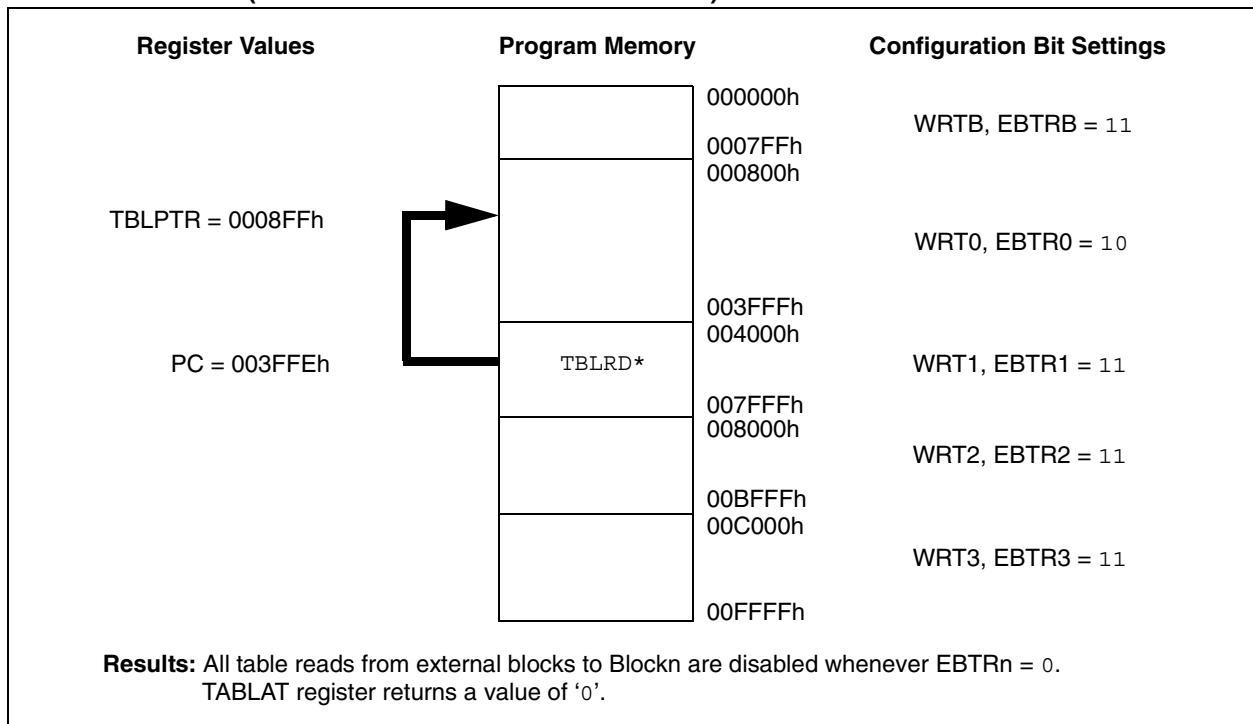 Register Values Program Memory Configuration Bit Settings
000000h
WRTB, EBTRB = 11
0007FFh
000800h
TBLPTR = 0008FFh
WRT0, EBTR0 = 10
003FFFh
004000h
PC = 003FFEh TBLRD* WRT1, EBTR1 = 11
007FFFh
008000h
WRT2, EBTR2 = 11
00BFFFh
00C000h
WRT3, EBTR3 = 11
00FFFFh
Results: All table reads from external blocks to Blockn are disabled whenever EBTRn = 0.
TABLAT register returns a value of ‘0’.